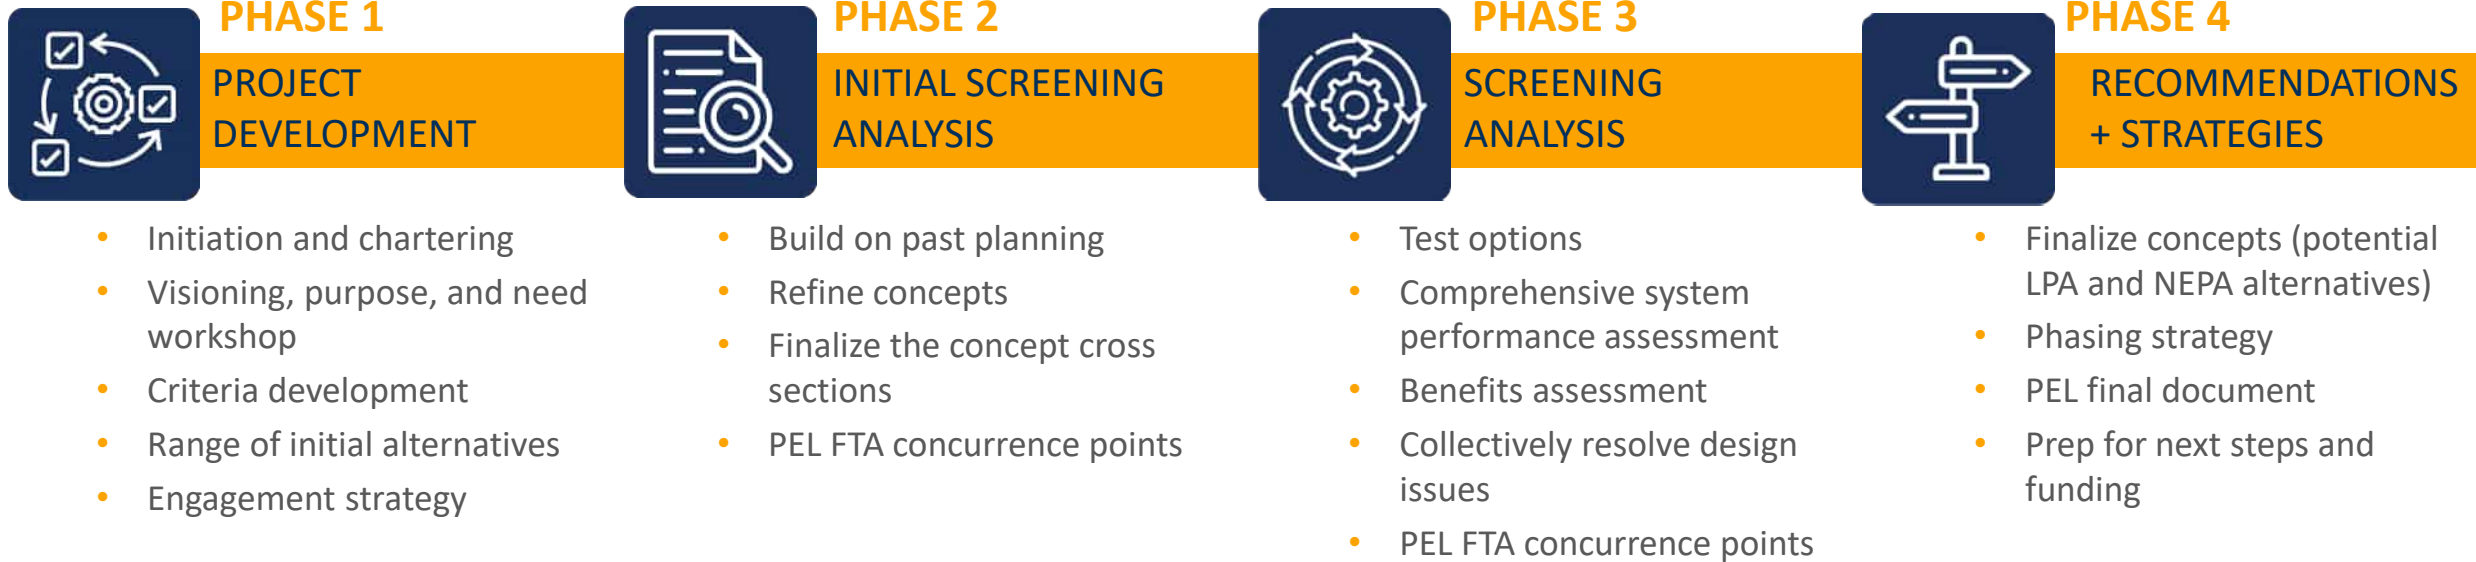 PHASE 1
PROJECT
DEVELOPMENT
• Initiation and chartering
• Visioning, purpose, and need
workshop
• Criteria development
• Range of initial alternatives
• Engagement strategy
PHASE 2
INITIAL SCREENING
ANALYSIS
• Build on past planning
• Refine concepts
• Finalize the concept cross
sections
• PEL FTA concurrence points
PHASE 3
SCREENING
ANALYSIS
• Test options
• Comprehensive system
performance assessment
• Benefits assessment
• Collectively resolve design
issues
• PEL FTA concurrence points
PHASE 4
RECOMMENDATIONS
+ STRATEGIES
• Finalize concepts (potential
LPA and NEPA alternatives)
• Phasing strategy
• PEL final document
• Prep for next steps and
funding